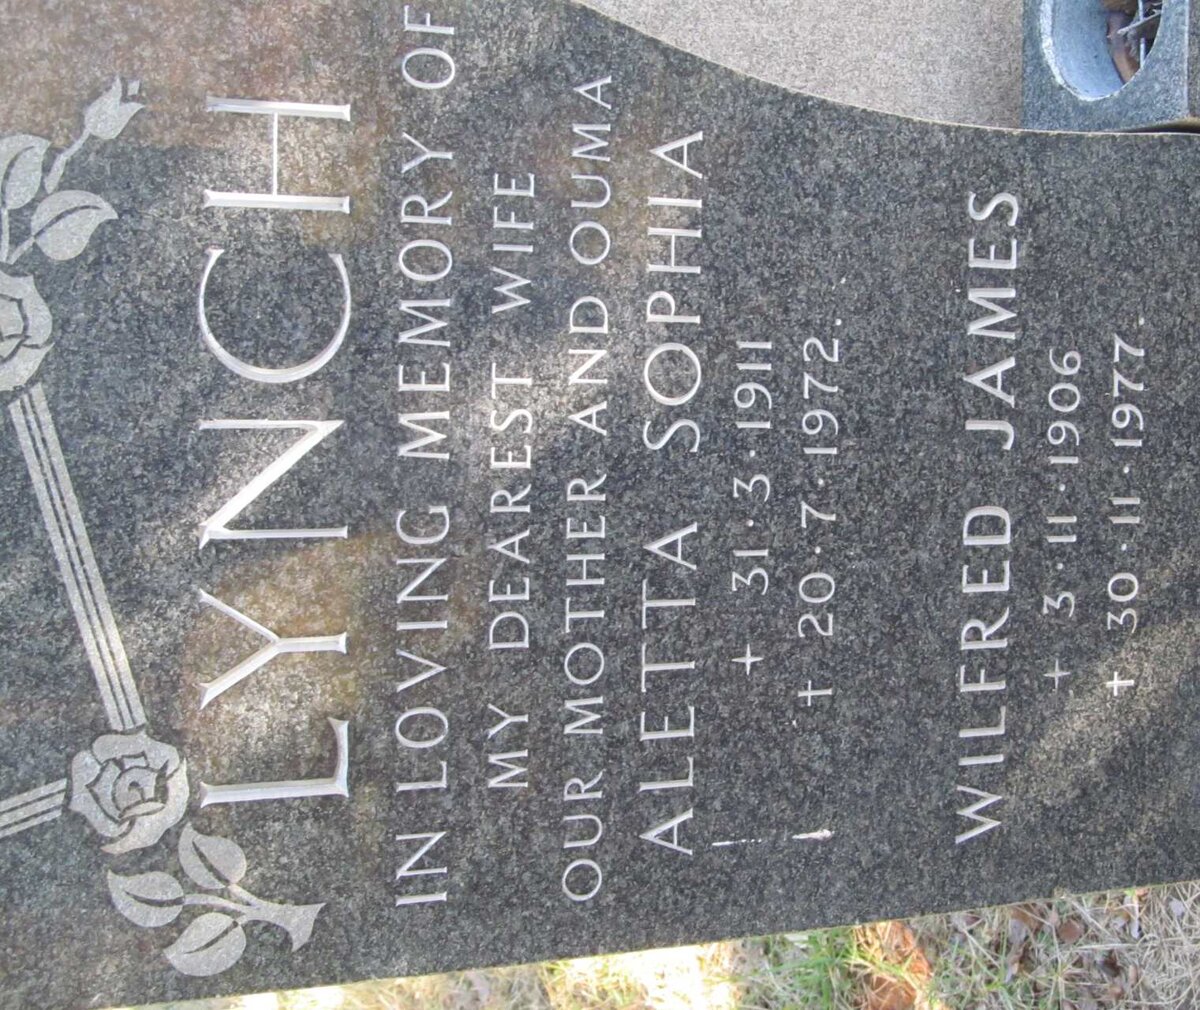 LYNCH
IN LOVING MEMORY OF
MY DEAREST WIFE
OUR MOTHER AND OUMA
ALETTA SOPHIA
+ 31·3·1911
† 20·7·1972.
WILFRED JAMES
+ 3·11·1906
+ 30·11·1977.